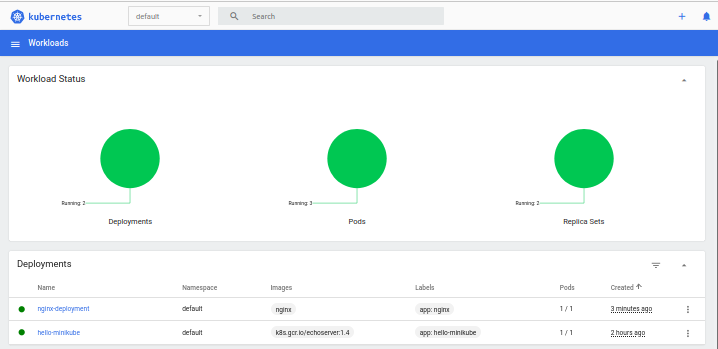 kubernetes default Search
Workloads
Workload Status
Running: 2 Running: 3 Running: 2
Deployments Pods Replica Sets
Deployments
Name Namespace Images Labels Pods Created
nginx-deployment default nginx app: nginx 1 / 1 3 minutes ago
hello-minikube default k8s.gcr.io/echoserver:1.4 app: hello-minikube 1 / 1 2 hours ago